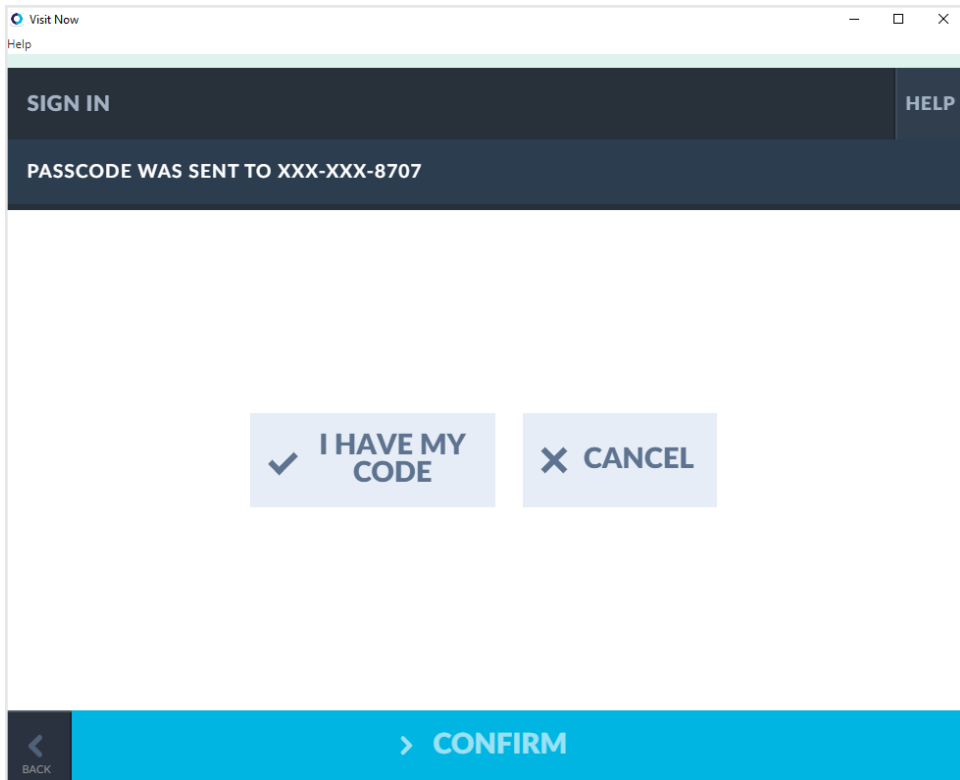 Visit Now
Help
SIGN IN
HELP
PASSCODE WAS SENT TO XXX-XXX-8707
I HAVE MY
CODE
CANCEL
BACK
CONFIRM